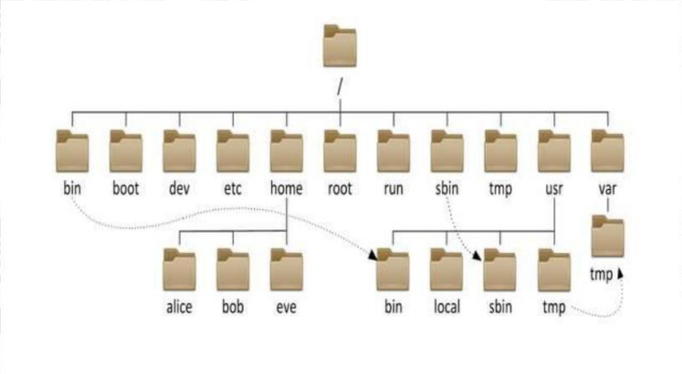 /
bin boot dev etc home root run sbin tmp usr var
tmp
alice bob eve bin local sbin tmp